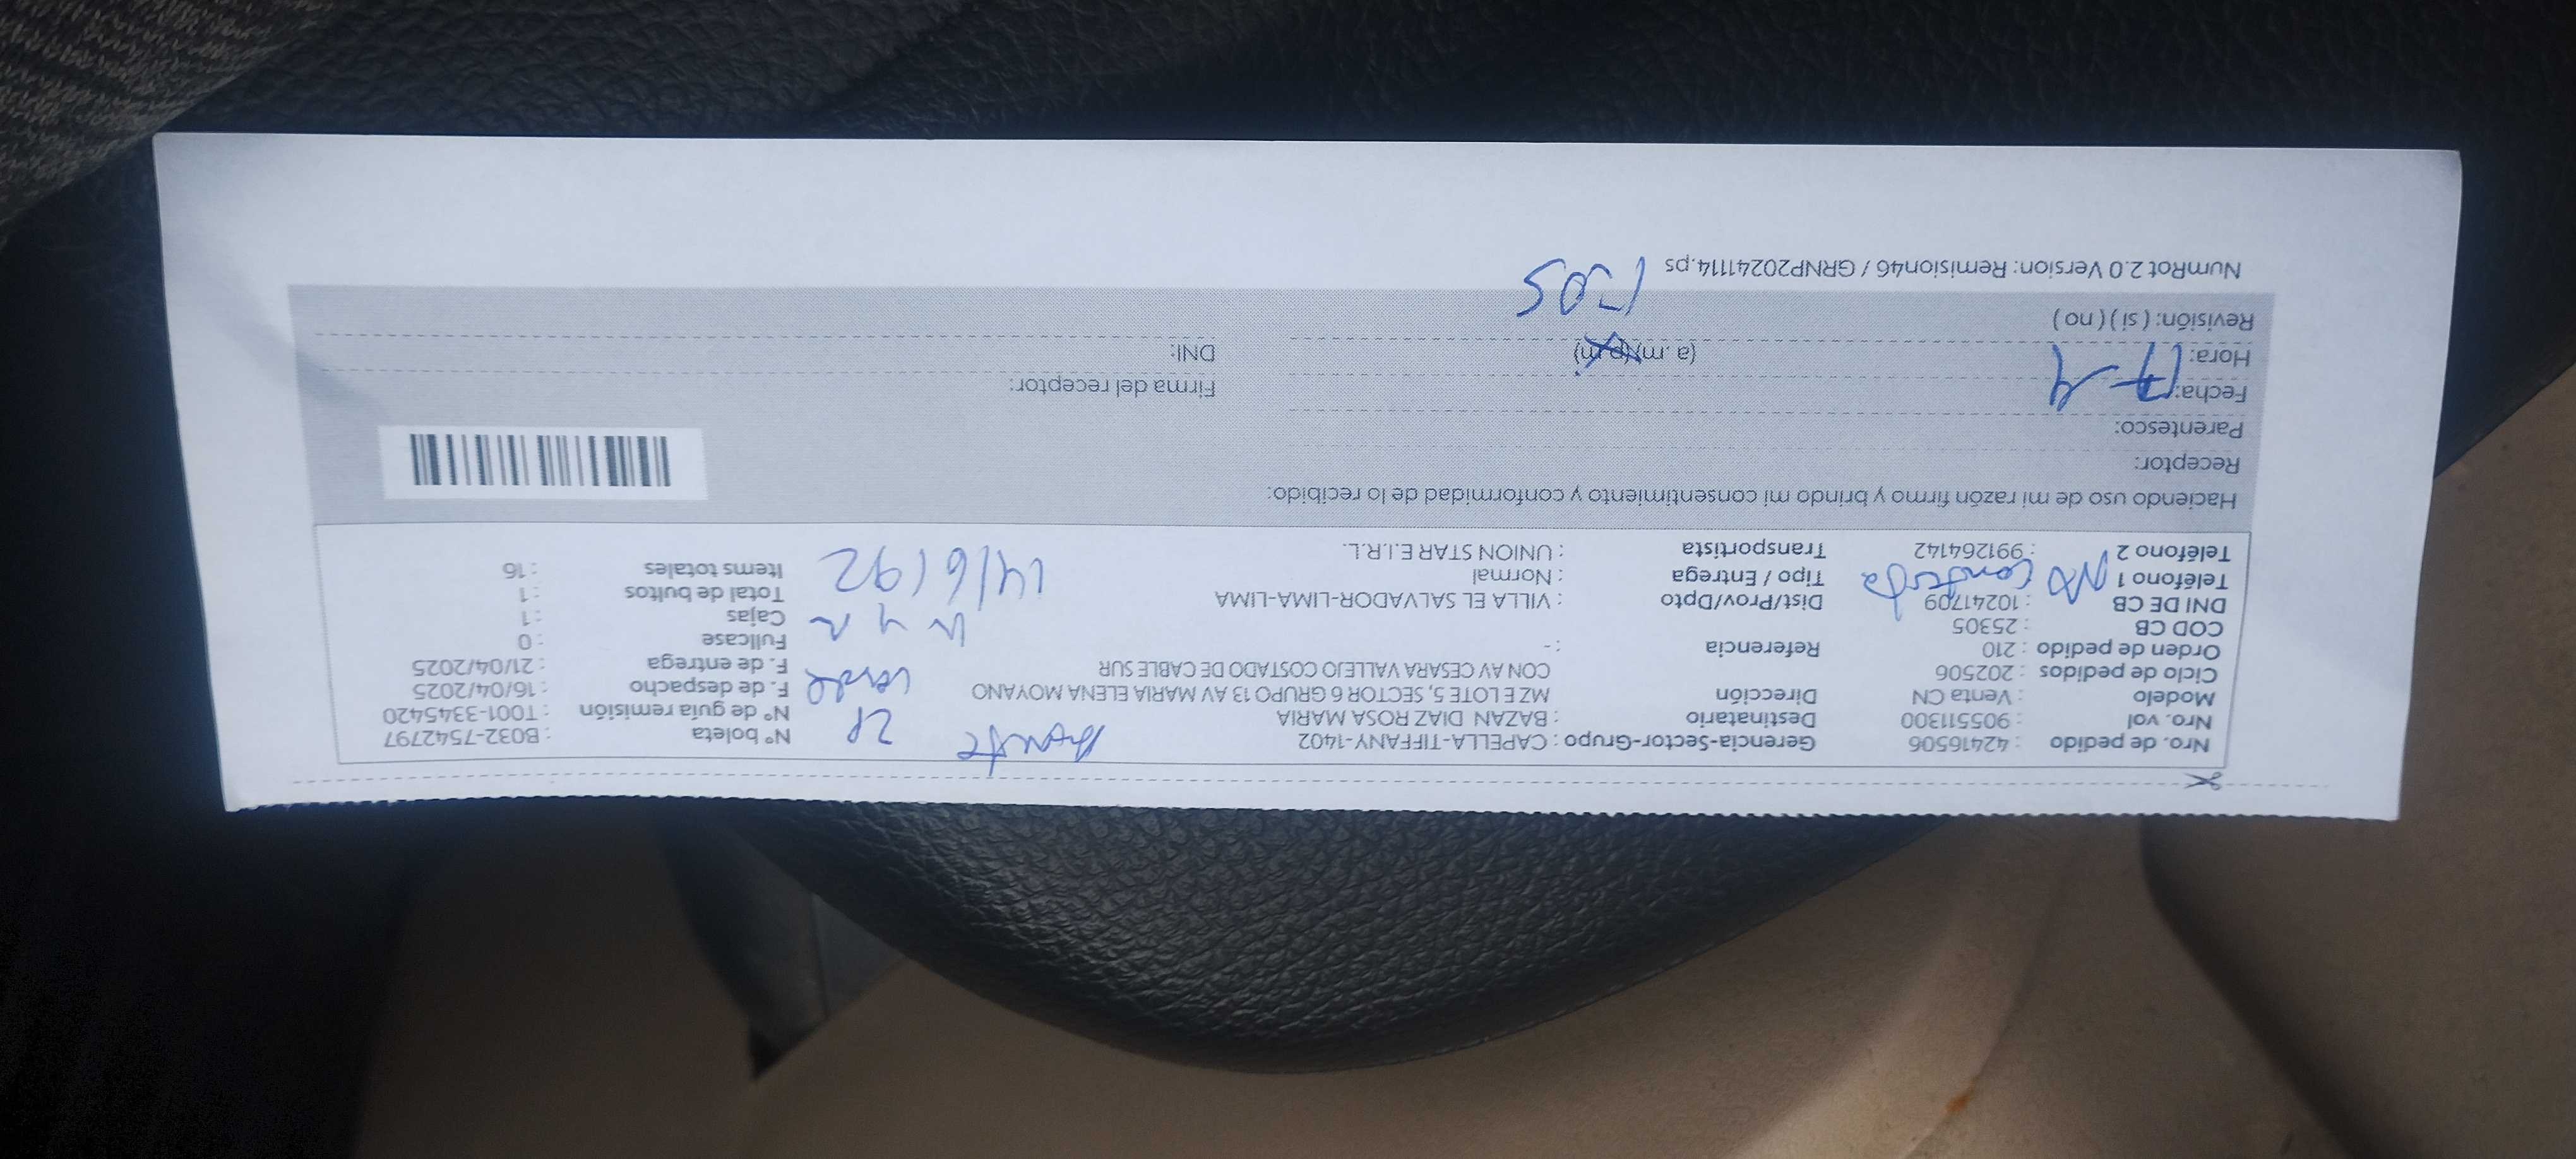 Nro. de pedido : 42416506 Gerencia-Sector-Grupo : CAPELLA-TIFFANY-1402 Nº boleta : B032-7542797
Nro. vol : 905511300 Destinatario : BAZAN DIAZ ROSA MARIA 2P Nº de guía remisión : T001-3345420
Modelo : Venta CN Dirección MZ E LOTE 5, SECTOR 6 GRUPO 13 AV MARIA ELENA MOYANO F. de despacho : 16/04/2025
Ciclo de pedidos : 202506 CON AV CESARA VALLEJO COSTADO DE CABLE SUR F. de entrega : 21/04/2025
Orden de pedido : 210 Referencia : - Fullcase : 0
COD CB : 25305 Cajas : 1
DNI DE CB : 10241709 Dist/Prov/Dpto : VILLA EL SALVADOR-LIMA-LIMA Total de bultos : 1
Teléfono 1 No contesta Tipo / Entrega : Normal Items totales : 16
Teléfono 2 : 991264142 Transportista : UNION STAR E.I.R.L.
Haciendo uso de mi razón firmo y brindo mi consentimiento y conformidad de lo recibido:
Receptor:
Parentesco:
Fecha: 17-4 Firma del receptor:
Hora: (a .m) (p.m) DNI:
Revisión: ( si ) ( no )
NumRot 2.0 Version: Remision46 / GRNP20241114.ps